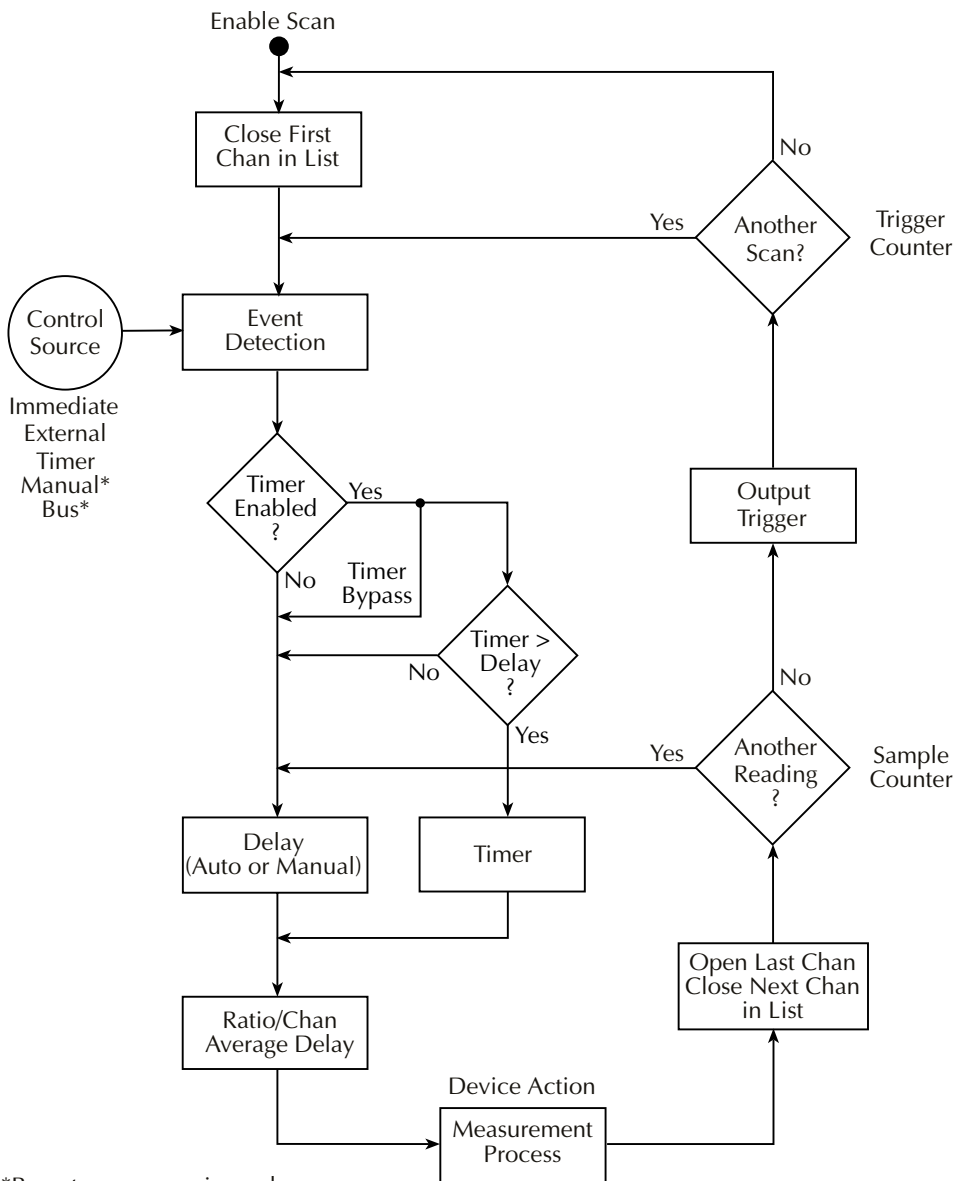 Enable Scan
Close First
Chan in List
No
Yes
Another
Scan?
Trigger
Counter
Control
Source
Event
Detection
Immediate
External
Timer
Manual*
Bus*
Timer
Enabled
?
Yes
No
Timer
Bypass
Output
Trigger
Timer >
Delay
?
No
Yes
No
Yes
Another
Reading
?
Sample
Counter
Delay
(Auto or Manual)
Timer
Open Last Chan
Close Next Chan
in List
Ratio/Chan
Average Delay
Device Action
Measurement
Process